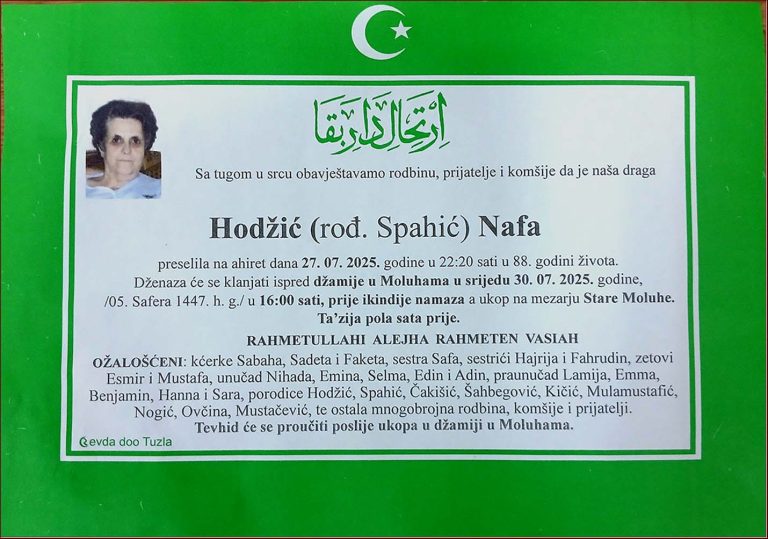 ارتحال دار بقا
Sa tugom u srcu obavještavamo rodbinu, prijatelje i komšije da je naša draga
Hodžić (rođ. Spahić) Nafa
preselila na ahiret dana 27. 07. 2025. godine u 22:20 sati u 88. godini života.
Dženaza će se klanjati ispred džamije u Moluhama u srijedu 30. 07. 2025. godine,
/05. Safera 1447. h. g./ u 16:00 sati, prije ikindije namaza a ukop na mezarju Stare Moluhe.
Ta’zija pola sata prije.
RAHMETULLAHI ALEJHA RAHMETEN VASIAH
OŽALOŠĆENI: kćerke Sabaha, Sadeta i Faketa, sestra Safa, sestrići Hajrija i Fahrudin, zetovi
Esmir i Mustafa, unučad Nihada, Emina, Selma, Edin i Adin, praunučad Lamija, Emma,
Benjamin, Hanna i Sara, porodice Hodžić, Spahić, Čakišić, Šahbegović, Kičić, Mulamustafić,
Nogić, Ovčina, Mustačević, te ostala mnogobrojna rodbina, komšije i prijatelji.
Tevhid će se proučiti poslije ukopa u džamiji u Moluhama.
Sevda doo Tuzla